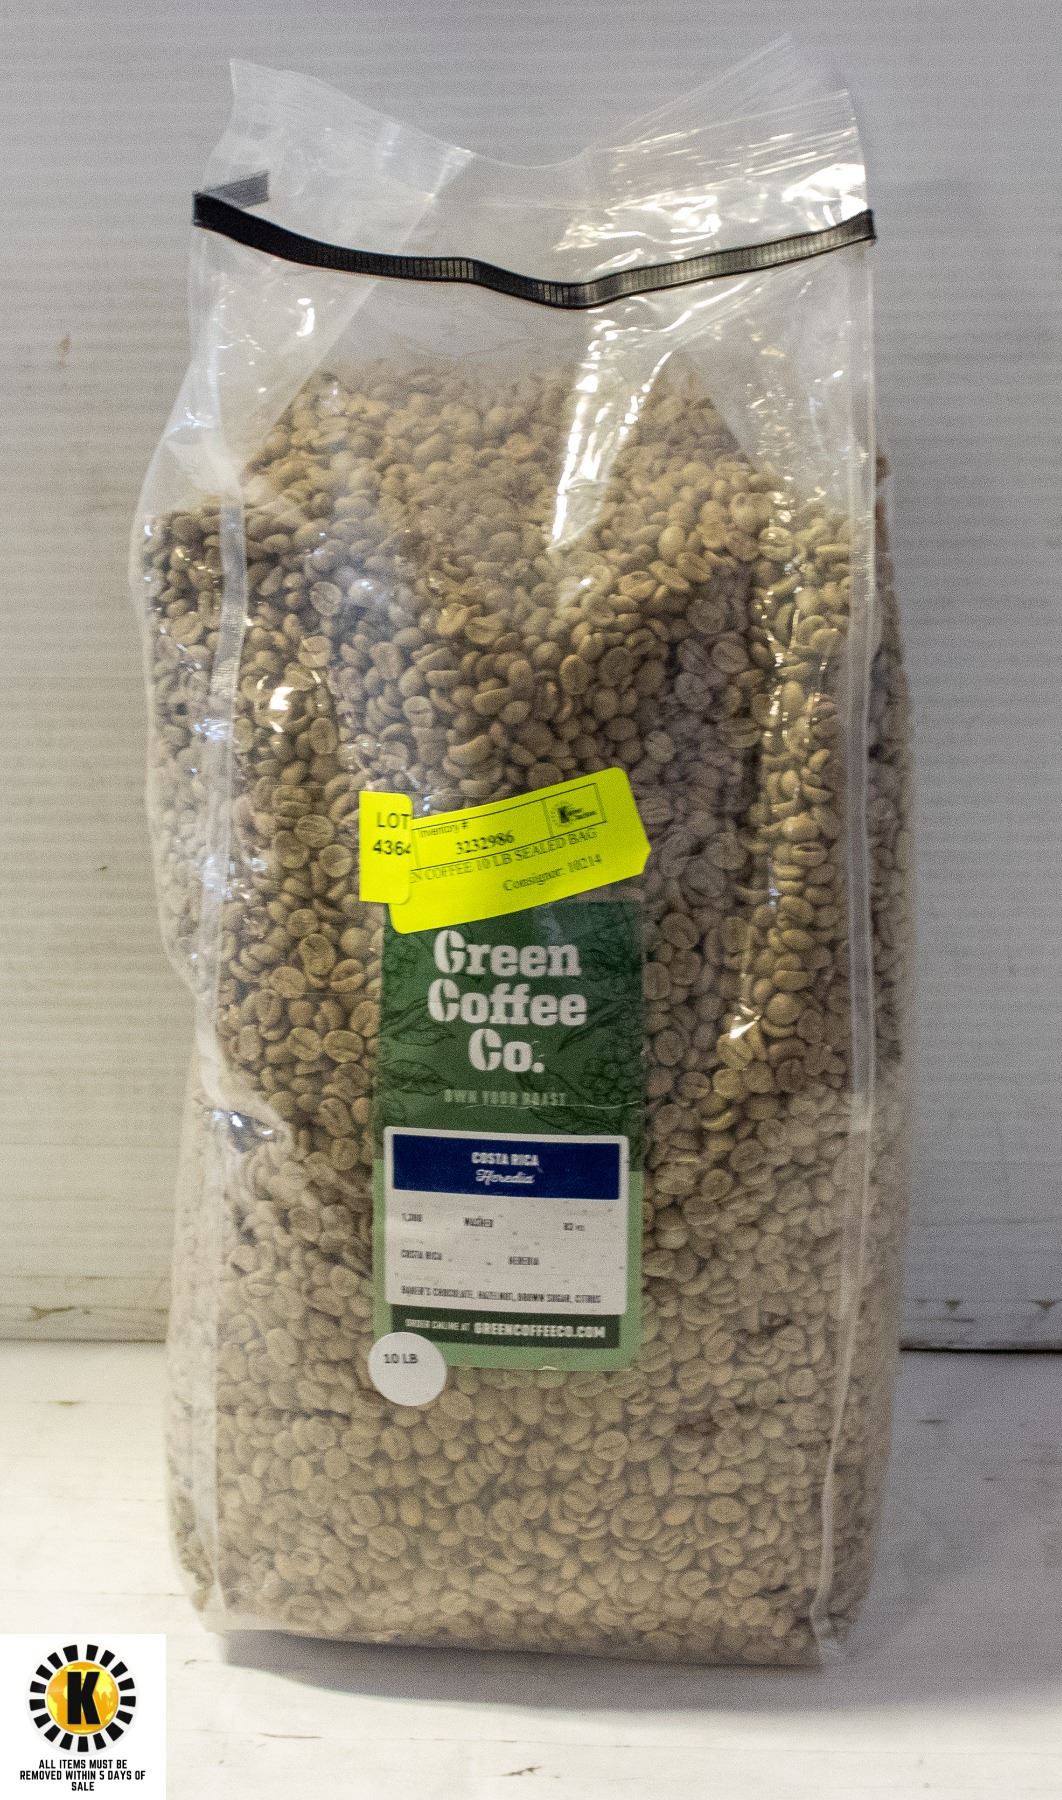 LOT
4364
Inventory #
3232986
EN COFFEE 10 LB SEALED BAG
Consignor: 10214
Green
Coffee
Co.
OWN YOUR ROAST
COSTA RICA
Heredia
WASHED
COSTA RICA HEREDIA
BAKER'S CHOCOLATE, HAZELNUT, BROWN SUGAR, CITRUS
ORDER ONLINE AT GREENCOFFEECO.COM
10 LB
K
ALL ITEMS MUST BE
REMOVED WITHIN 5 DAYS OF
SALE